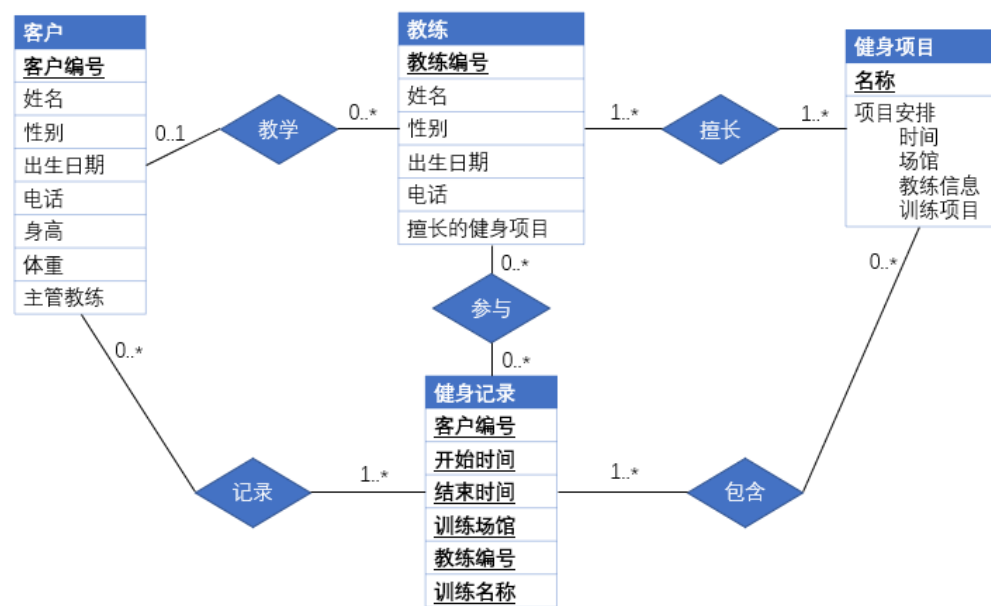 客户
客户编号
姓名
性别
出生日期
电话
身高
体重
主管教练
0..1
教学
0..*
教练
教练编号
姓名
性别
出生日期
电话
擅长的健身项目
1..*
擅长
1..*
健身项目
名称
项目安排
时间
场馆
教练信息
训练项目
0..*
参与
0..*
0..*
记录
1..*
健身记录
客户编号
开始时间
结束时间
训练场馆
教练编号
训练名称
1..*
包含
0..*